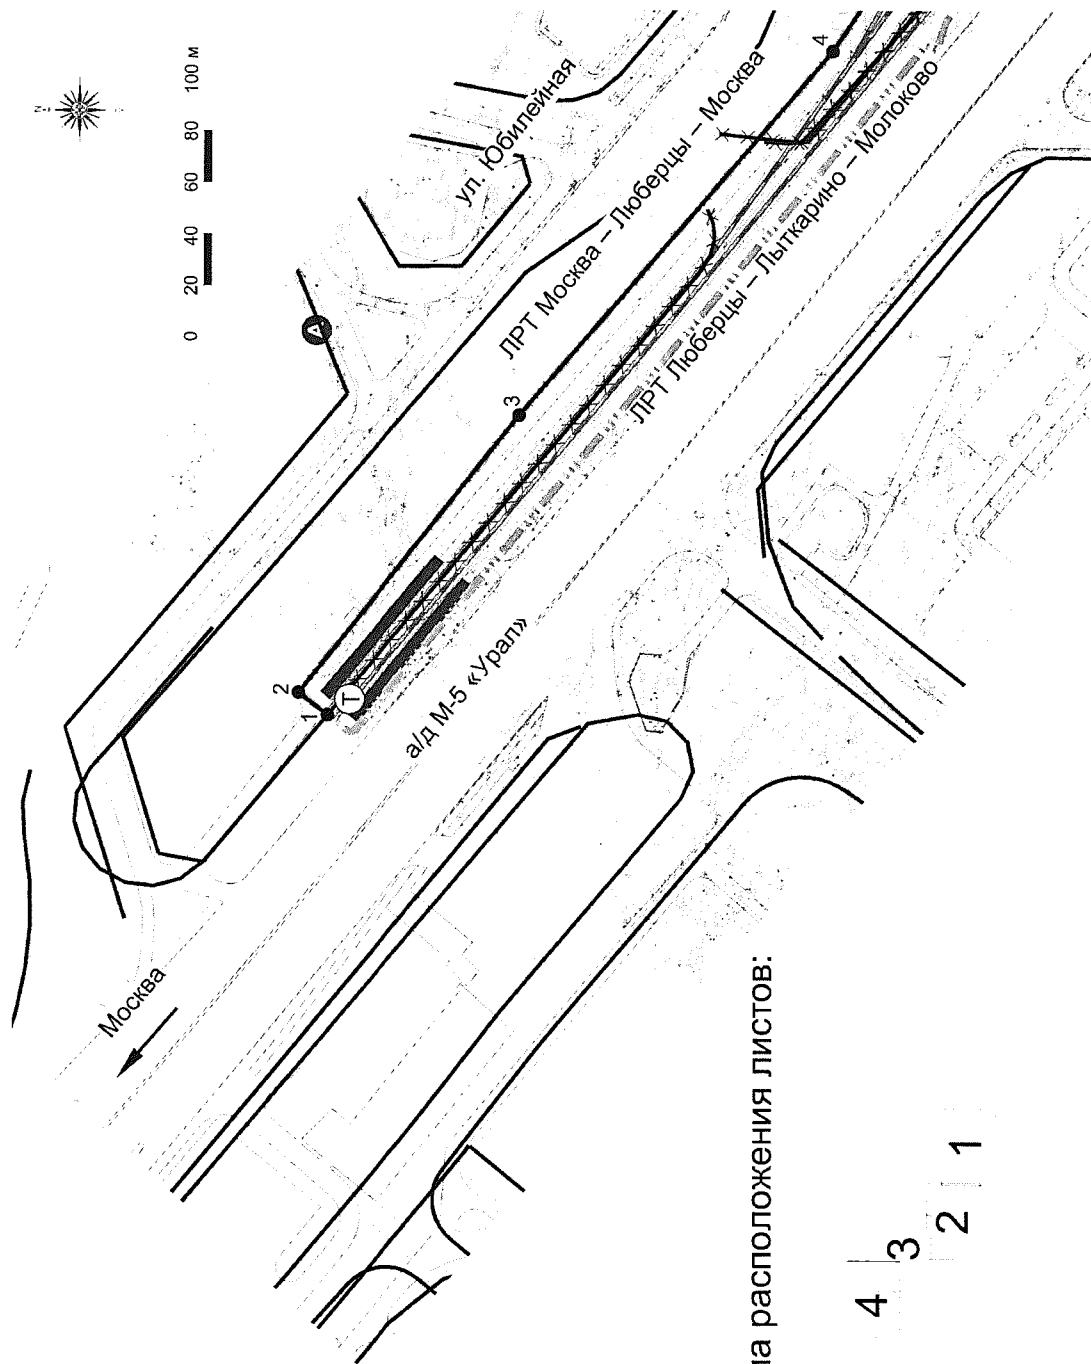 N
0 20 40 60 80 100 м
А
ул. Юбилейная
ЛРТ Москва – Люберцы – Москва
ЛРТ Люберцы – Лыткарино – Молоково
а/д М-5 «Урал»
Москва
1
2
3
4
Т
на расположения листов:
4
3
2
1